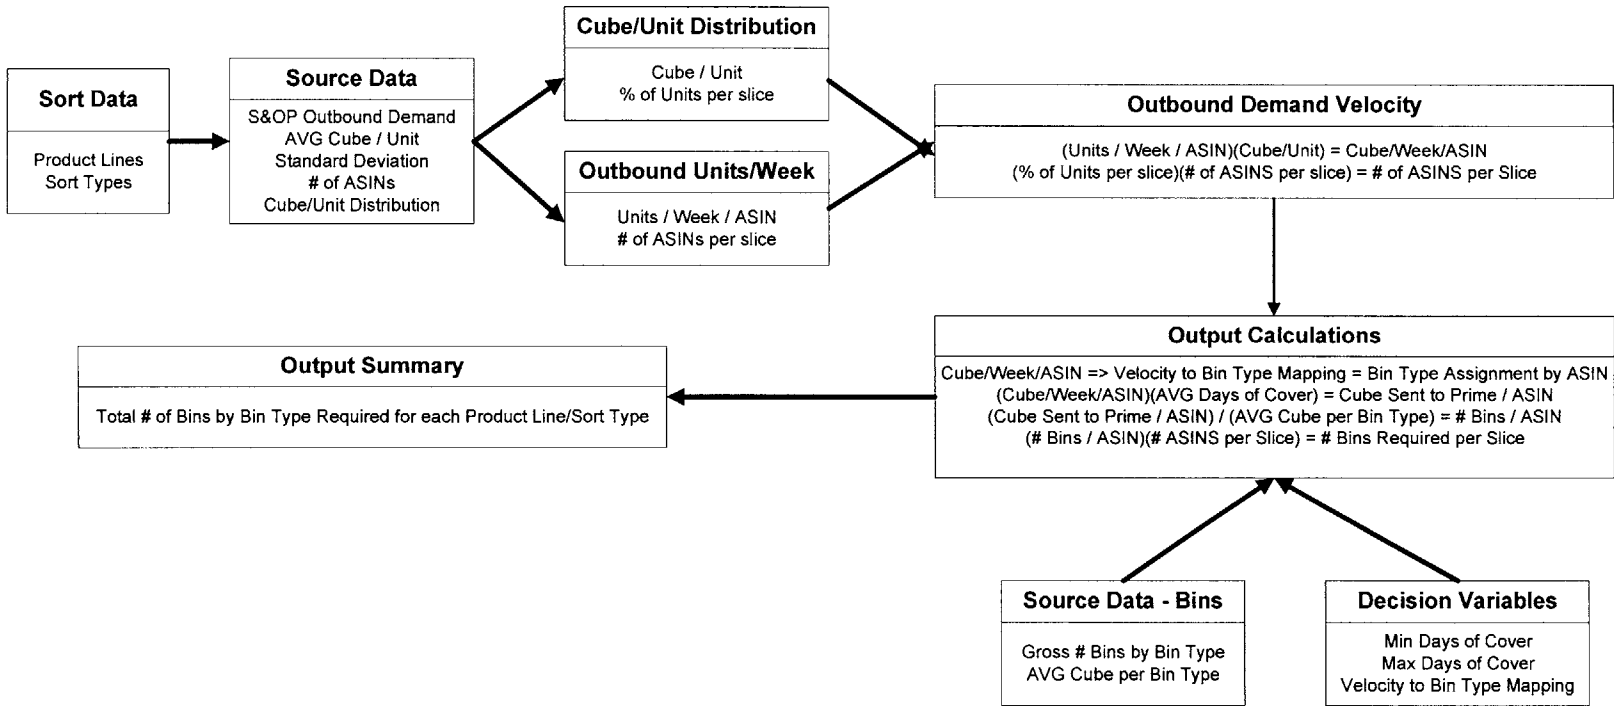 Sort Data
Product Lines
Sort Types
Source Data
S&OP Outbound Demand
AVG Cube / Unit
Standard Deviation
# of ASINs
Cube/Unit Distribution
Cube/Unit Distribution
Cube / Unit
% of Units per slice
Outbound Units/Week
Units / Week / ASIN
# of ASINs per slice
Outbound Demand Velocity
(Units / Week / ASIN)(Cube/Unit) = Cube/Week/ASIN
(% of Units per slice)(# of ASINS per slice) = # of ASINS per Slice
Output Calculations
Cube/Week/ASIN => Velocity to Bin Type Mapping = Bin Type Assignment by ASIN
(Cube/Week/ASIN)(AVG Days of Cover) = Cube Sent to Prime / ASIN
(Cube Sent to Prime / ASIN) / (AVG Cube per Bin Type) = # Bins / ASIN
(# Bins / ASIN)(# ASINS per Slice) = # Bins Required per Slice
Output Summary
Total # of Bins by Bin Type Required for each Product Line/Sort Type
Source Data - Bins
Gross # Bins by Bin Type
AVG Cube per Bin Type
Decision Variables
Min Days of Cover
Max Days of Cover
Velocity to Bin Type Mapping